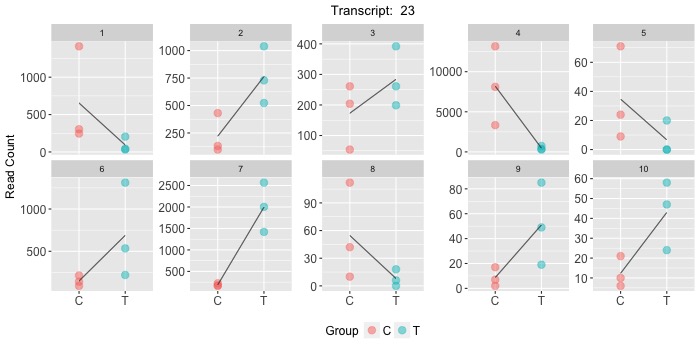 Transcript: 23
1 2 3 4 5
1000 500 0
1000 750 500 250
400 300 200 100
10000 5000 0
60 40 20 0
Read Count
6 7 8 9 10
1000 500
2500 2000 1500 1000 500
90 60 30 0
80 60 40 20 0
60 50 40 30 20 10
C T C T C T C T C T
Group C T